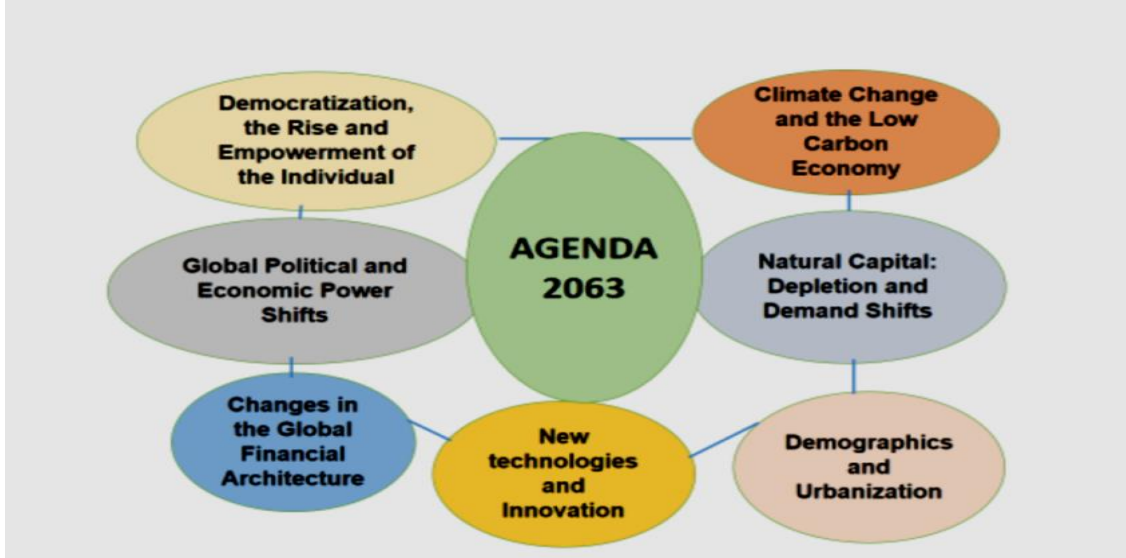 Democratization,
the Rise and
Empowerment of
the Individual
Climate Change
and the Low
Carbon
Economy
AGENDA
2063
Global Political and
Economic Power
Shifts
Natural Capital:
Depletion and
Demand Shifts
Changes in
the Global
Financial
Architecture
New
technologies
and
Innovation
Demographics
and
Urbanization